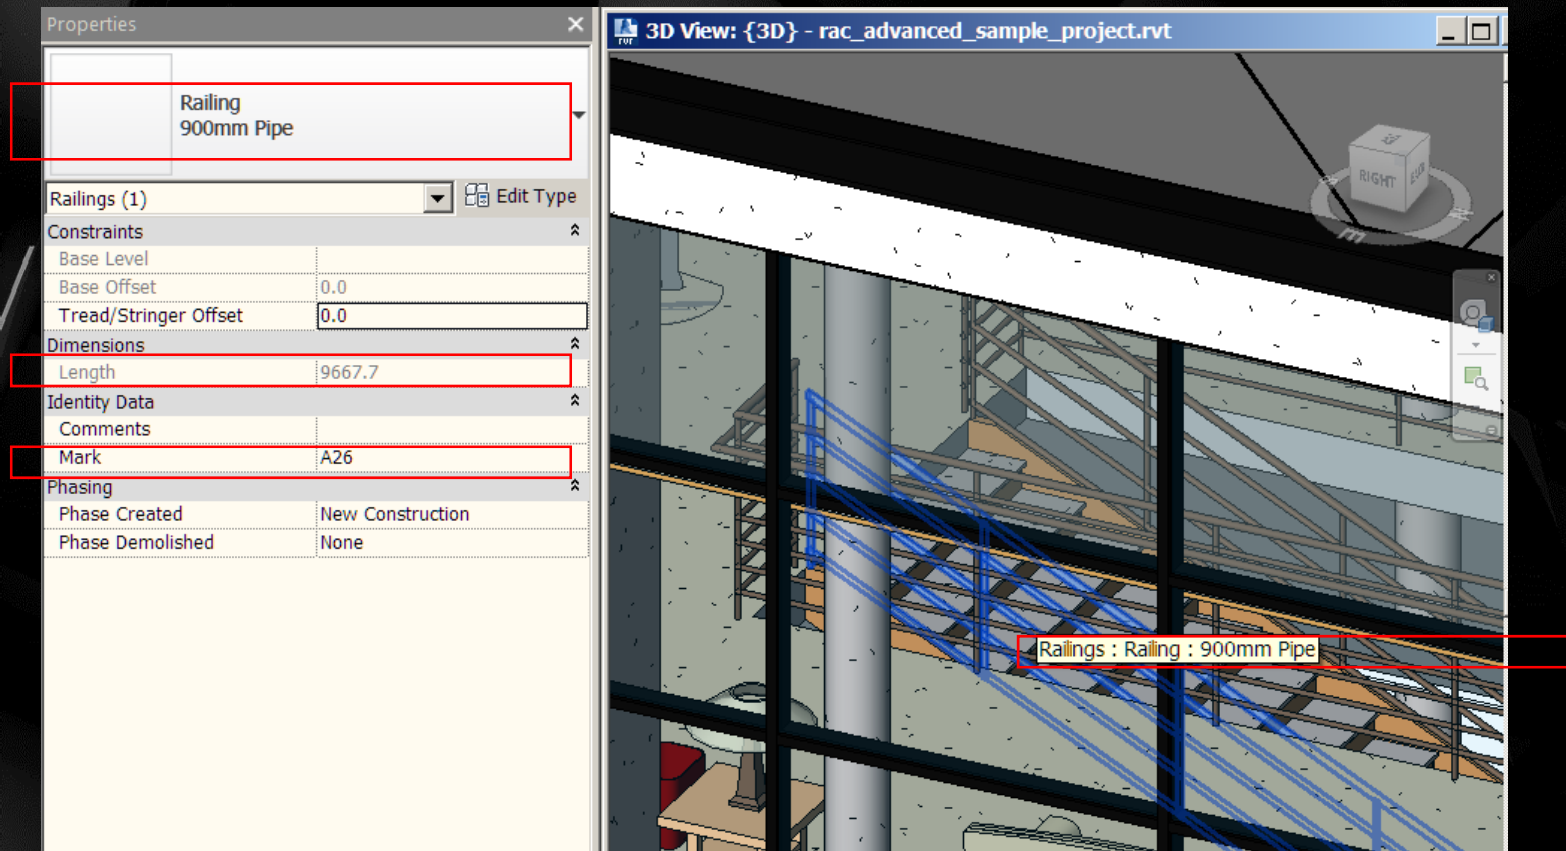 Properties
Railing
900mm Pipe
Railings (1)
Edit Type
Constraints
Base Level
Base Offset 0.0
Tread/Stringer Offset 0.0
Dimensions
Length 9667.7
Identity Data
Comments
Mark A26
Phasing
Phase Created New Construction
Phase Demolished None
3D View: {3D} - rac_advanced_sample_project.rvt
RIGHT
Railings : Railing : 900mm Pipe